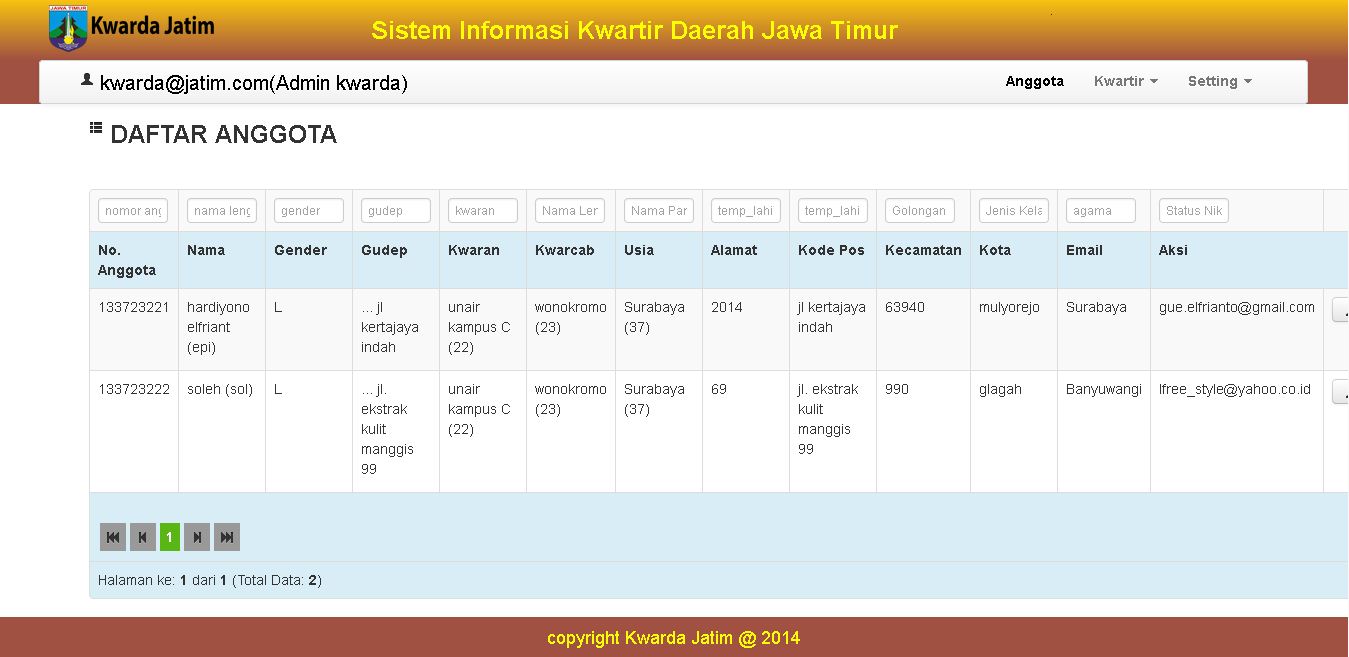 JAWA TIMUR
Kwarda Jatim
Sistem Informasi Kwartir Daerah Jawa Timur
kwarda@jatim.com(Admin kwarda)
Anggota Kwartir Setting
DAFTAR ANGGOTA
nomor ang nama leng gender gudep kwaran Nama Ler Nama Par temp_lahi temp_lahi Golongan Jenis Kela agama Status Nik
No. Nama Gender Gudep Kwaran Kwarcab Usia Alamat Kode Pos Kecamatan Kota Email Aksi
Anggota
133723221 hardiyono L ... jl unair wonokromo Surabaya 2014 jl kertajaya 63940 mulyorejo Surabaya gue.elfrianto@gmail.com
elfriant kertajaya kampus C (23) (37) indah
(epi) indah (22)
133723222 soleh (sol) L ... jl. unair wonokromo Surabaya 69 jl. ekstrak 990 glagah Banyuwangi lfree_style@yahoo.co.id
ekstrak kampus C (23) (37) kulit
kulit (22) manggis
manggis 99
99
1
Halaman ke: 1 dari 1 (Total Data: 2)
copyright Kwarda Jatim @ 2014